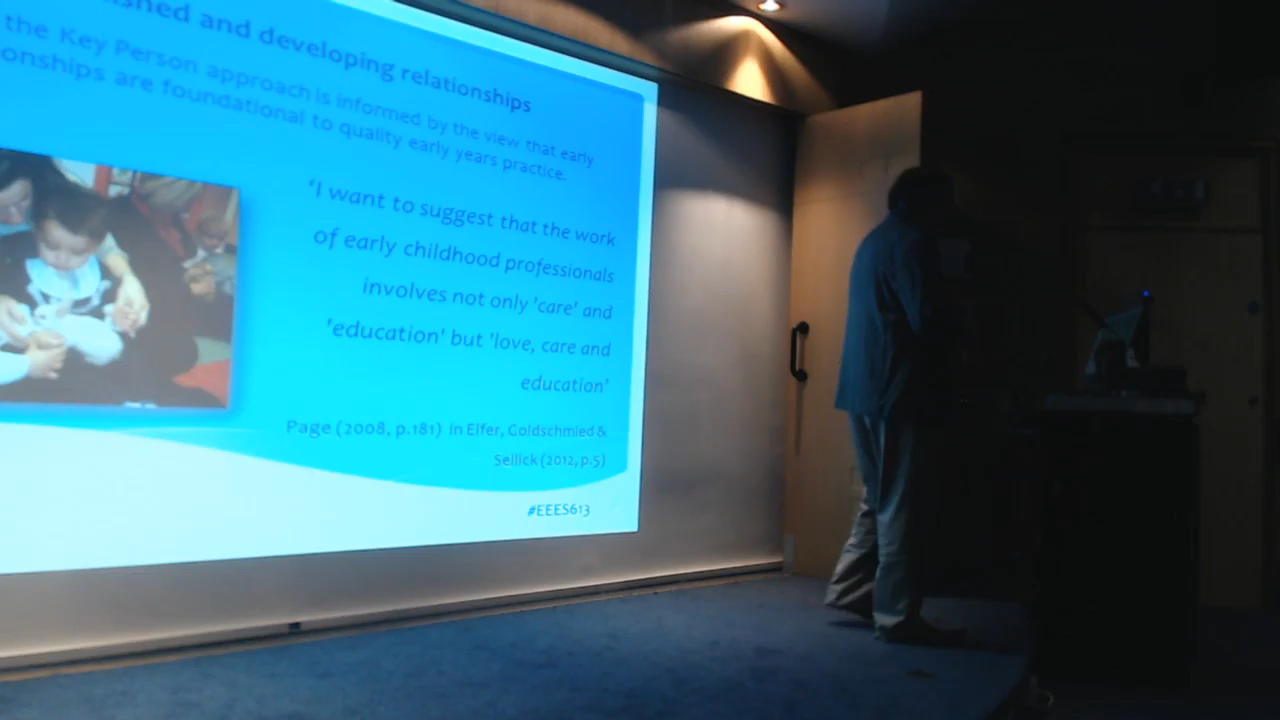 ished and developing relationships
the Key Person approach is informed by the view that early
onships are foundational to quality early years practice.
'I want to suggest that the work
of early childhood professionals
involves not only 'care' and
'education' but 'love, care and
education'
Page (2008, p.181) in Elfer, Goldschmied &
Sellick (2012, p.5)
#EEES613